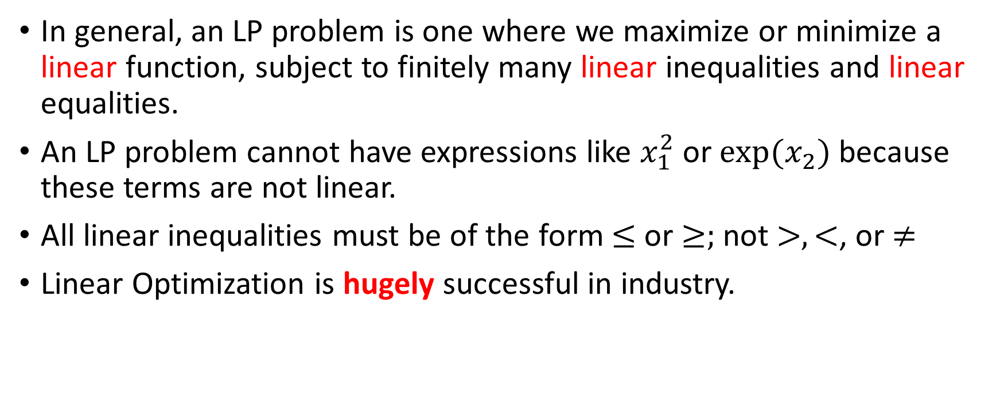 • In general, an LP problem is one where we maximize or minimize a
linear function, subject to finitely many linear inequalities and linear
equalities.
• An LP problem cannot have expressions like $x_1^2$ or $\exp(x_2)$ because
these terms are not linear.
• All linear inequalities must be of the form ≤ or ≥; not >, <, or ≠
• Linear Optimization is hugely successful in industry.